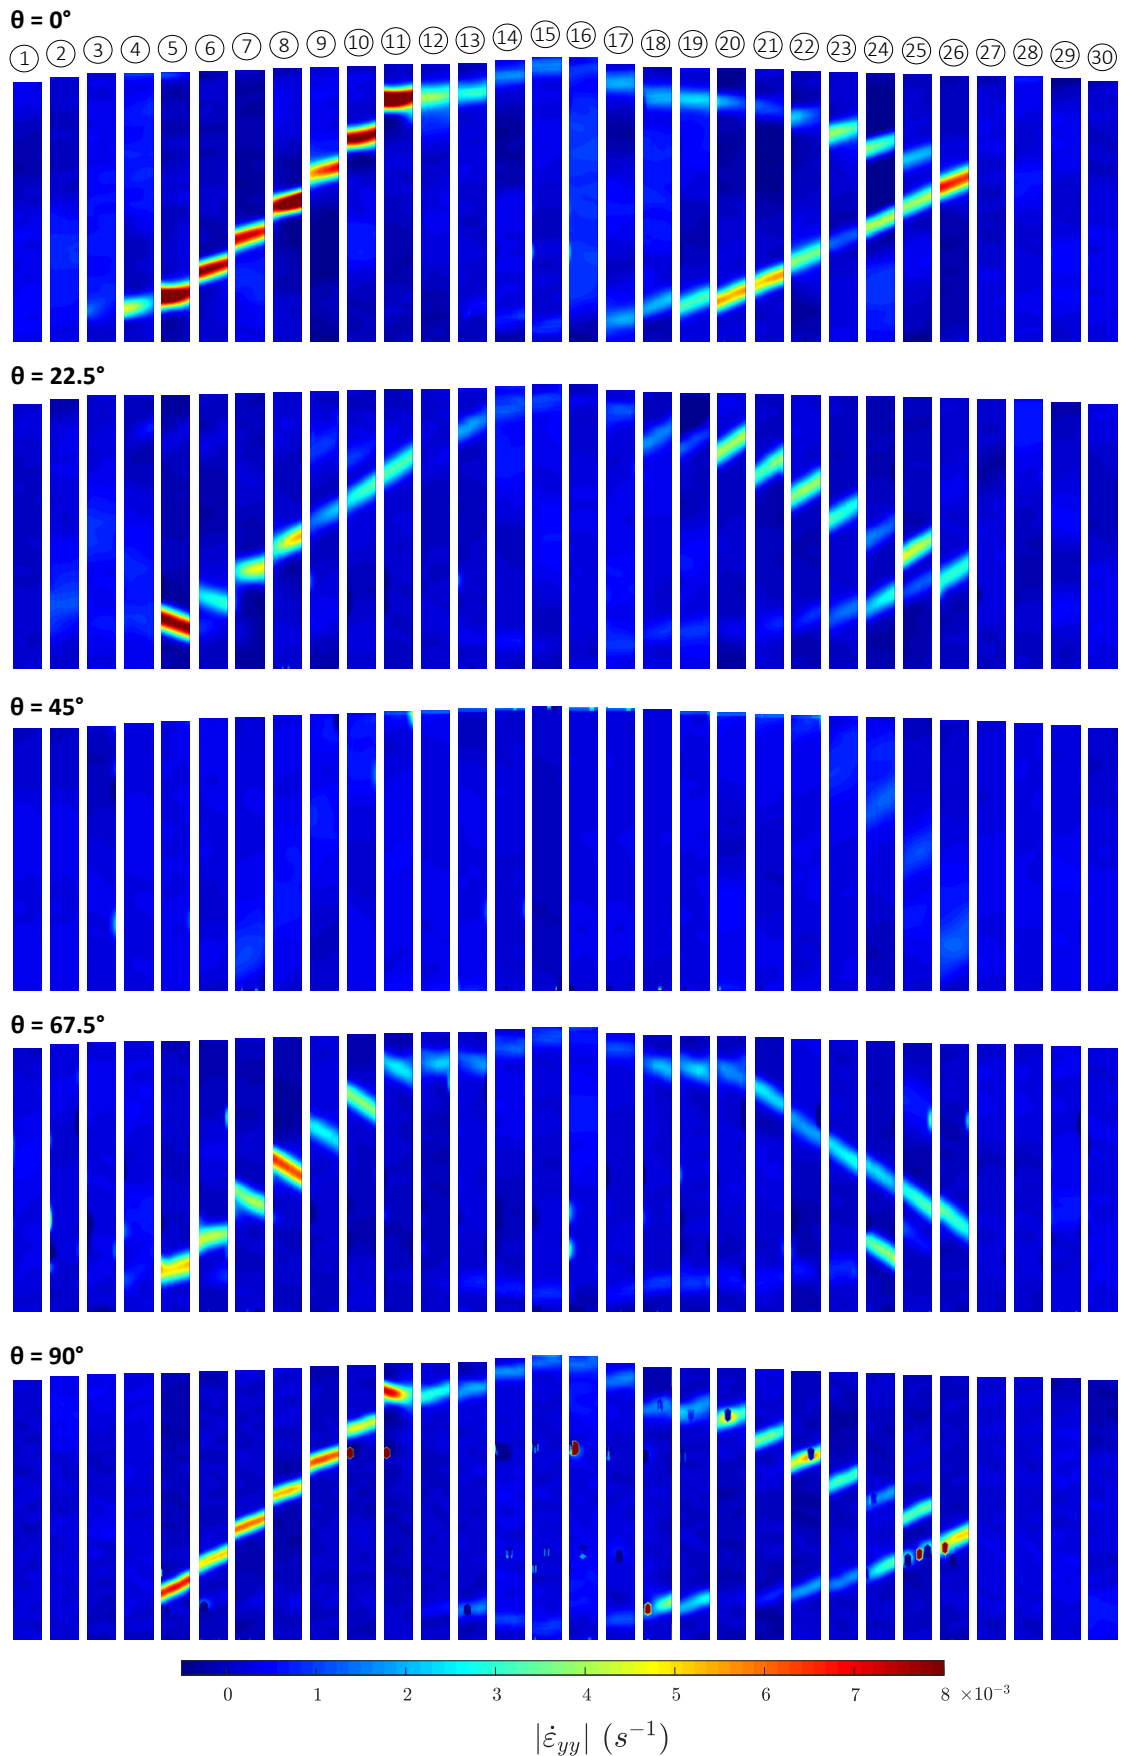 θ = 0°
1 2 3 4 5 6 7 8 9 10 11 12 13 14 15 16 17 18 19 20 21 22 23 24 25 26 27 28 29 30
θ = 22.5°
θ = 45°
θ = 67.5°
θ = 90°
0 1 2 3 4 5 6 7 8 ×10⁻³
|ε̇yy| (s⁻¹)